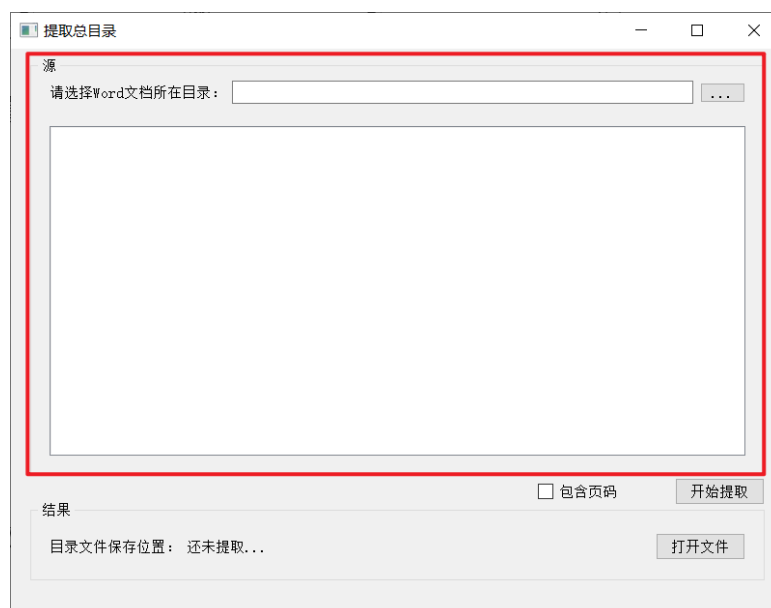 提取总目录
源
请选择Word文档所在目录：
...
包含页码
开始提取
结果
目录文件保存位置： 还未提取...
打开文件